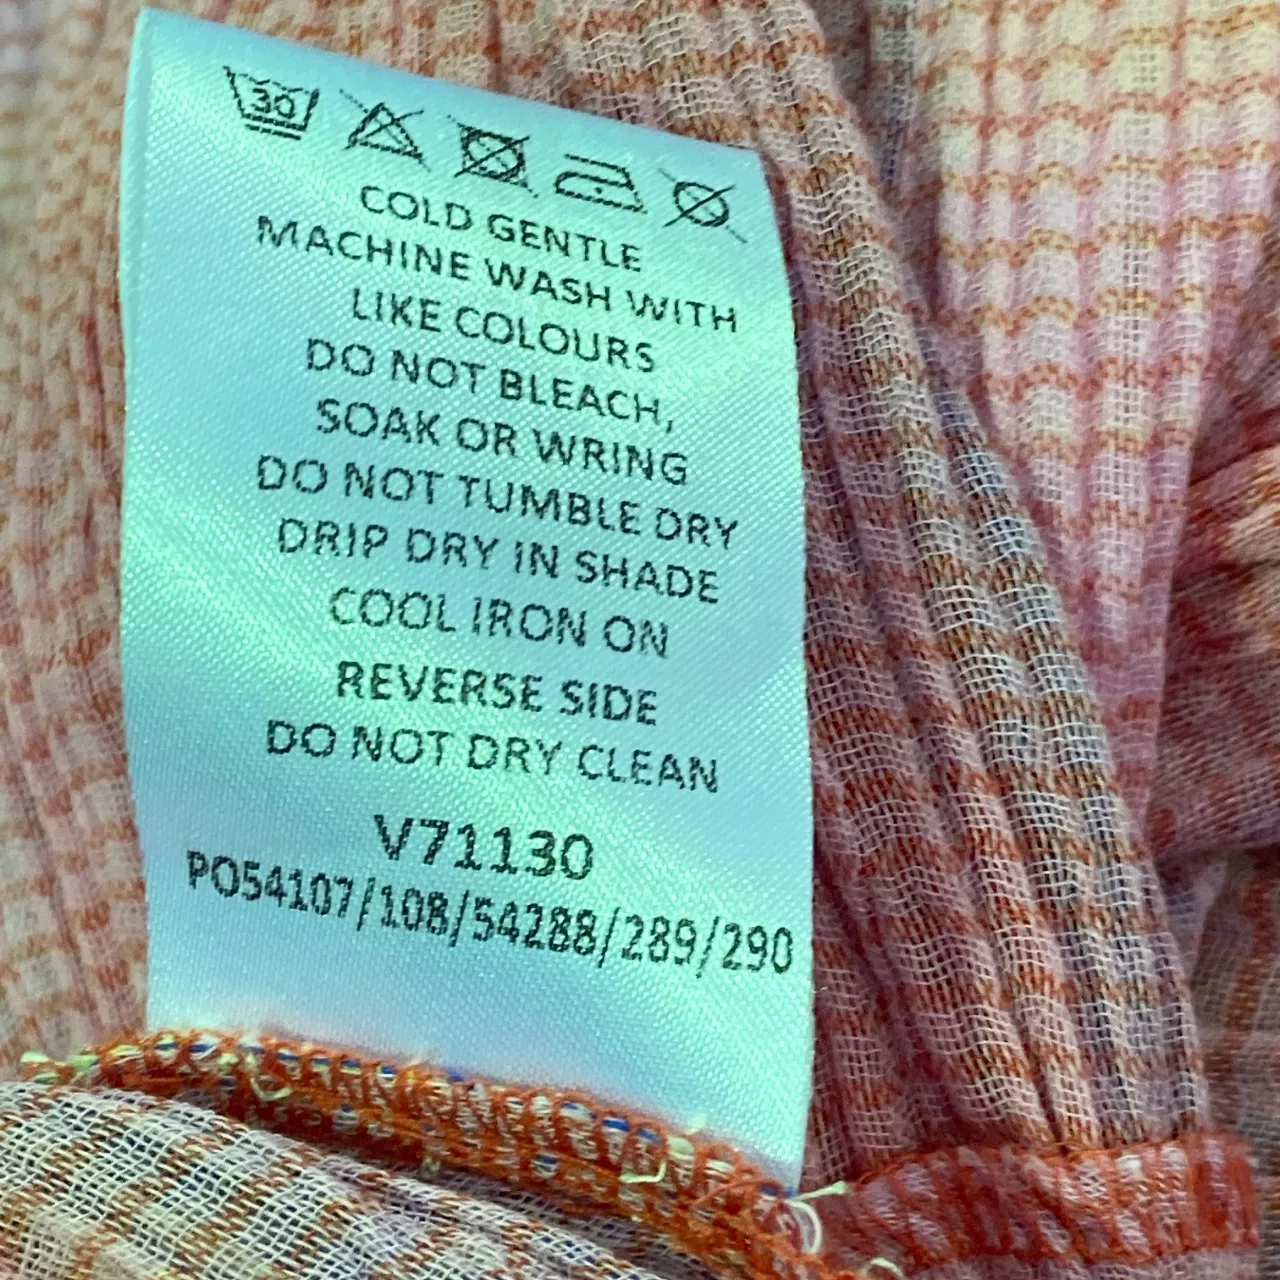 30
COLD GENTLE
MACHINE WASH WITH
LIKE COLOURS
DO NOT BLEACH,
SOAK OR WRING
DO NOT TUMBLE DRY
DRIP DRY IN SHADE
COOL IRON ON
REVERSE SIDE
DO NOT DRY CLEAN
V71130
PO54107/108/54288/289/290